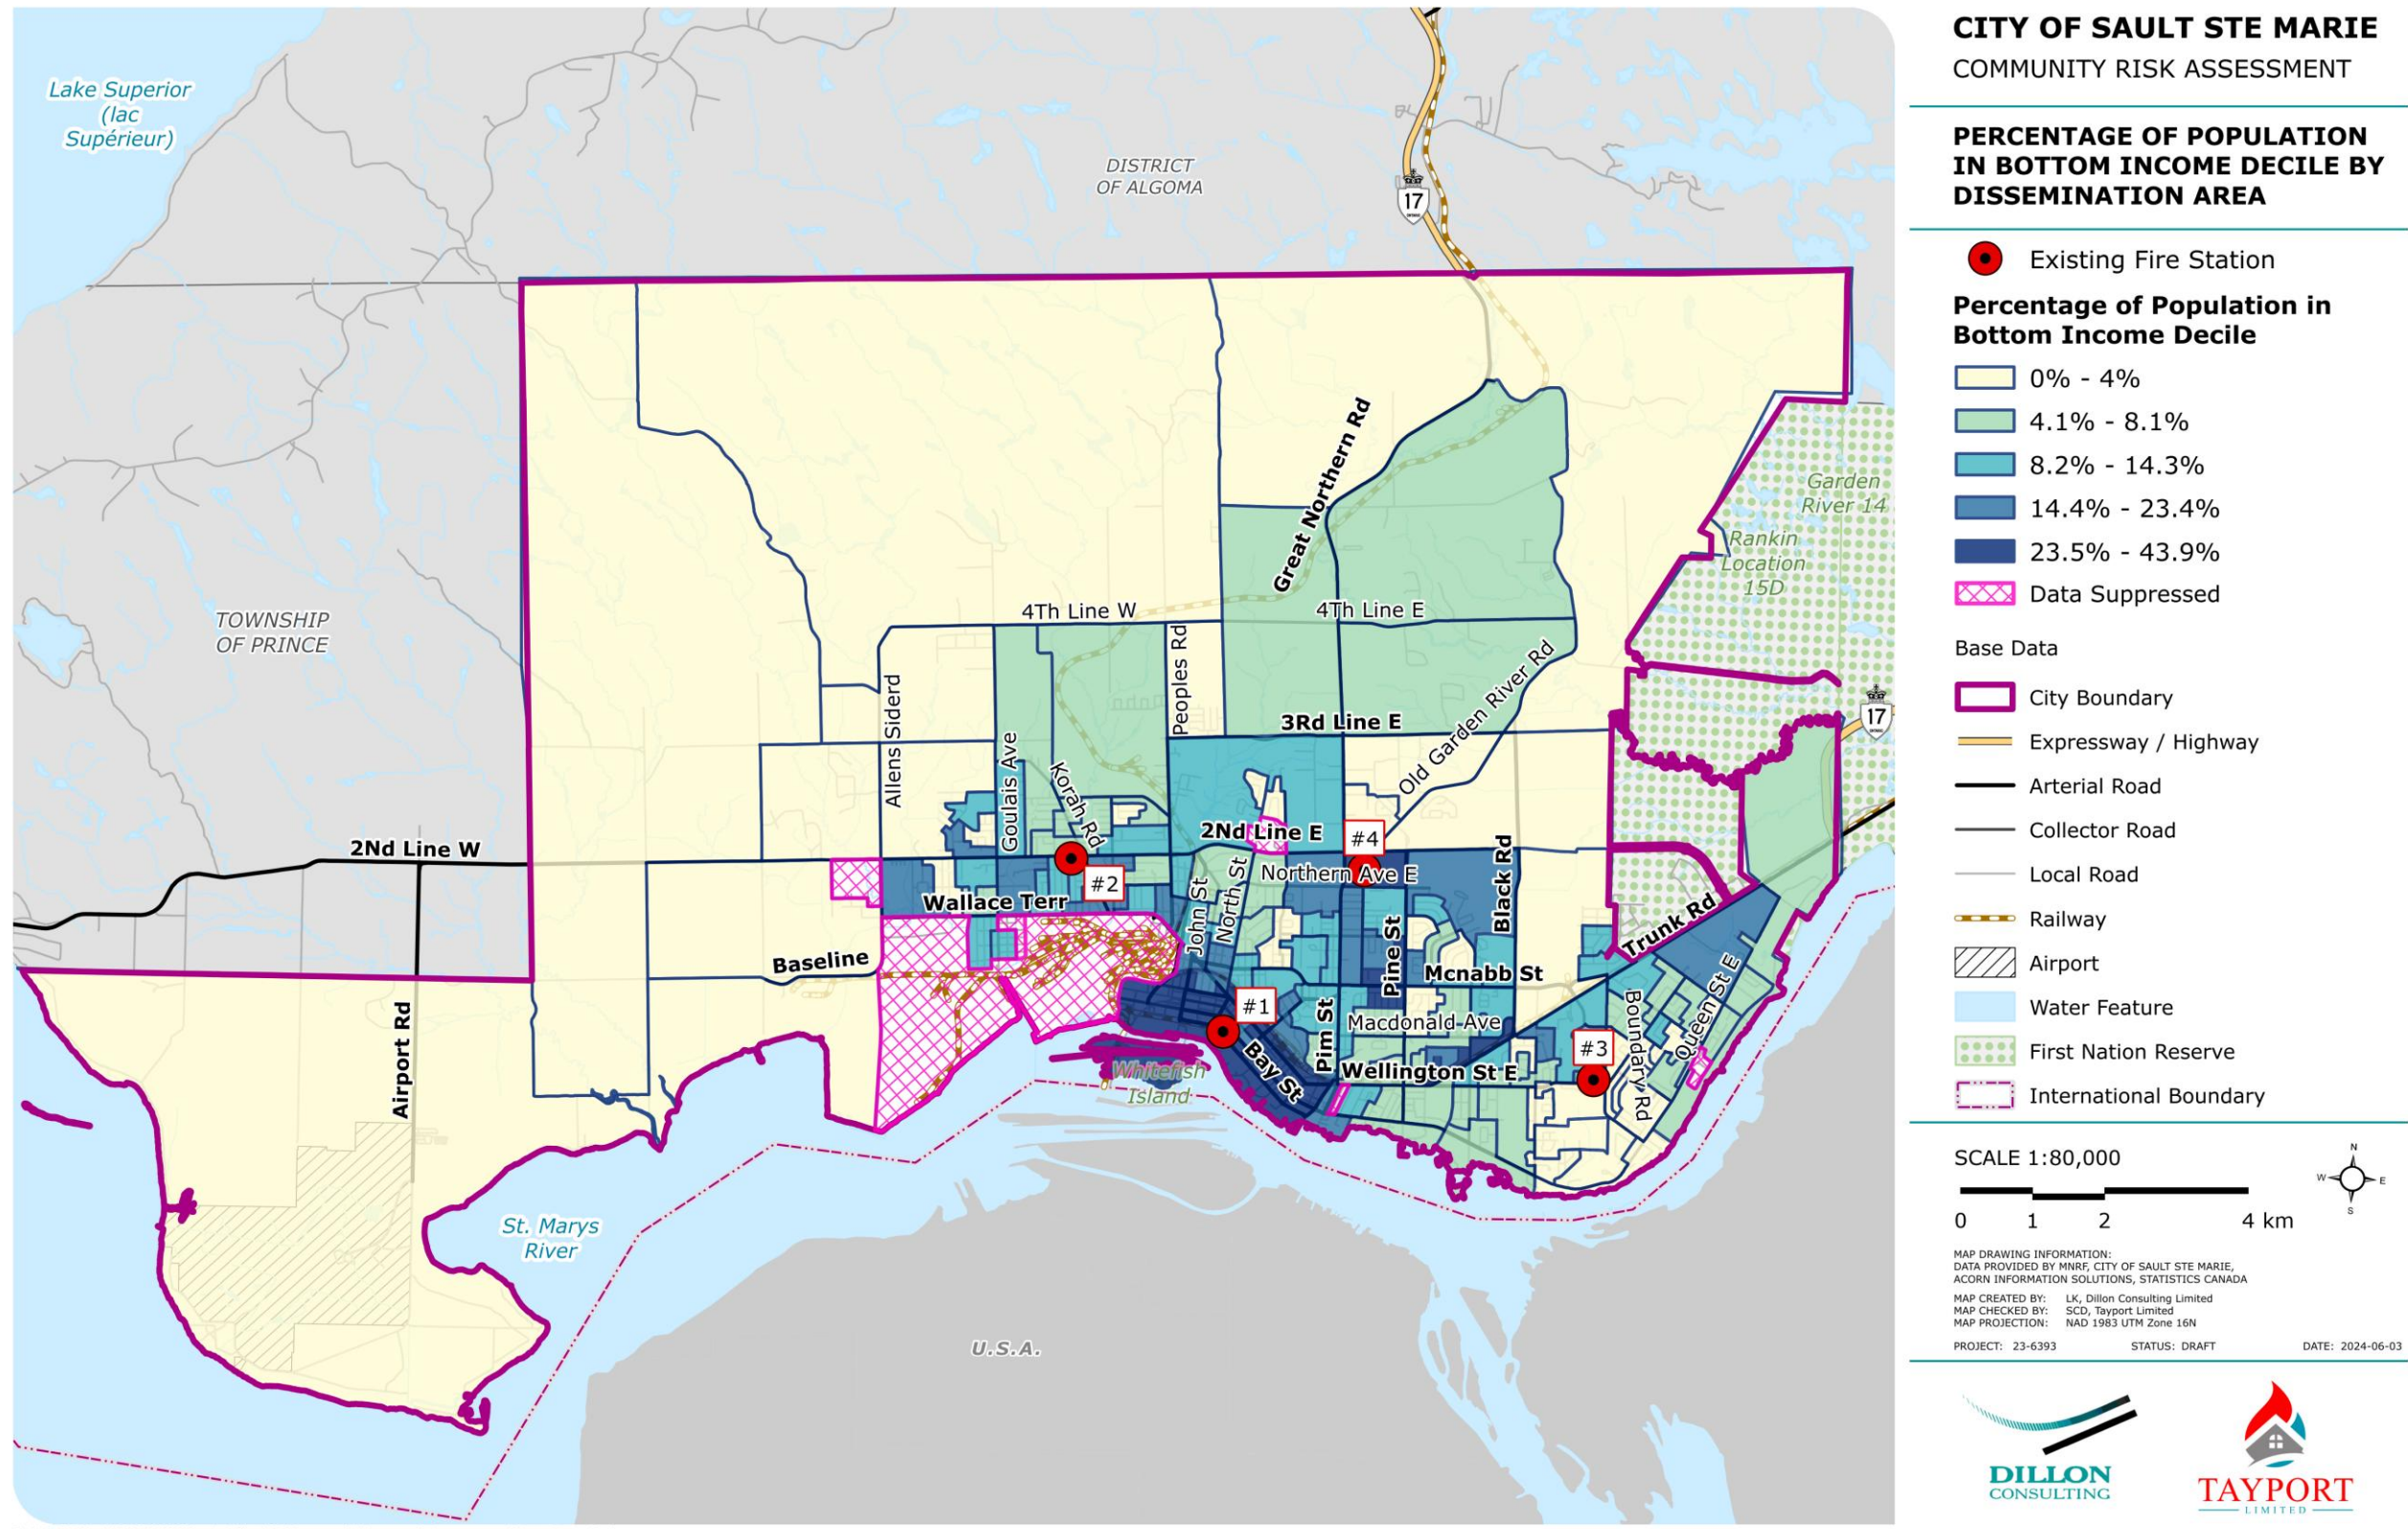 Lake Superior
(lac
Supérieur)
DISTRICT
OF ALGOMA
17
ONTARIO
Great Northern Rd
Garden
River 14
Rankin
Location
15D
TOWNSHIP
OF PRINCE
4Th Line W
4Th Line E
Peoples Rd
Allens Siderd
Goulais Ave
Korah Rd
3Rd Line E
Old Garden River Rd
17
ONTARIO
2Nd Line W
2Nd Line E
#4
Northern Ave E
#2
Wallace Terr
John St
North St
Black Rd
Pine St
Trunk Rd
Baseline
Mcnabb St
#1
Pim St
Macdonald Ave
Boundary Rd
Queen St E
#3
Airport Rd
Bay St
Wellington St E
Whitefish
Island
St. Marys
River
U.S.A.
CITY OF SAULT STE MARIE
COMMUNITY RISK ASSESSMENT
PERCENTAGE OF POPULATION
IN BOTTOM INCOME DECILE BY
DISSEMINATION AREA
Existing Fire Station
Percentage of Population in
Bottom Income Decile
0% - 4%
4.1% - 8.1%
8.2% - 14.3%
14.4% - 23.4%
23.5% - 43.9%
Data Suppressed
Base Data
City Boundary
Expressway / Highway
Arterial Road
Collector Road
Local Road
Railway
Airport
Water Feature
First Nation Reserve
International Boundary
SCALE 1:80,000
N
W
E
S
0 1 2 4 km
MAP DRAWING INFORMATION:
DATA PROVIDED BY MNRF, CITY OF SAULT STE MARIE,
ACORN INFORMATION SOLUTIONS, STATISTICS CANADA
MAP CREATED BY: LK, Dillon Consulting Limited
MAP CHECKED BY: SCD, Tayport Limited
MAP PROJECTION: NAD 1983 UTM Zone 16N
PROJECT: 23-6393 STATUS: DRAFT DATE: 2024-06-03
DILLON
CONSULTING
TAYPORT
LIMITED